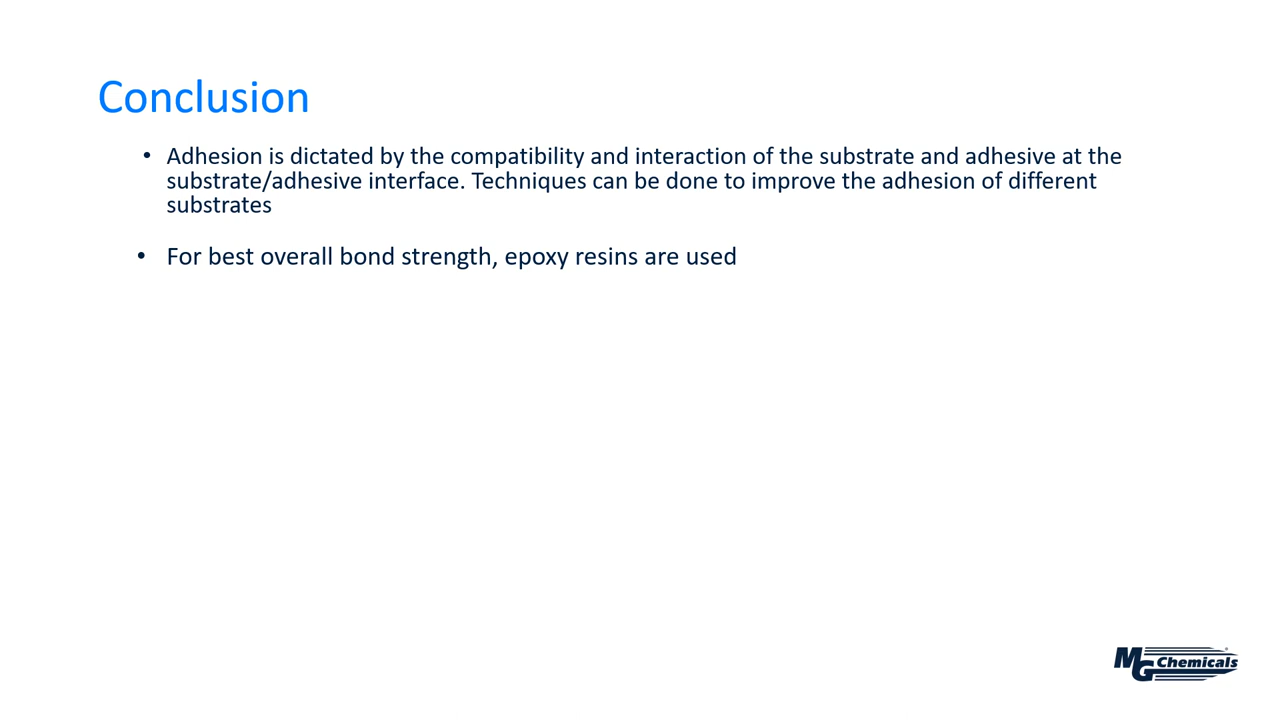 Conclusion
• Adhesion is dictated by the compatibility and interaction of the substrate and adhesive at the
substrate/adhesive interface. Techniques can be done to improve the adhesion of different
substrates
• For best overall bond strength, epoxy resins are used
MG Chemicals